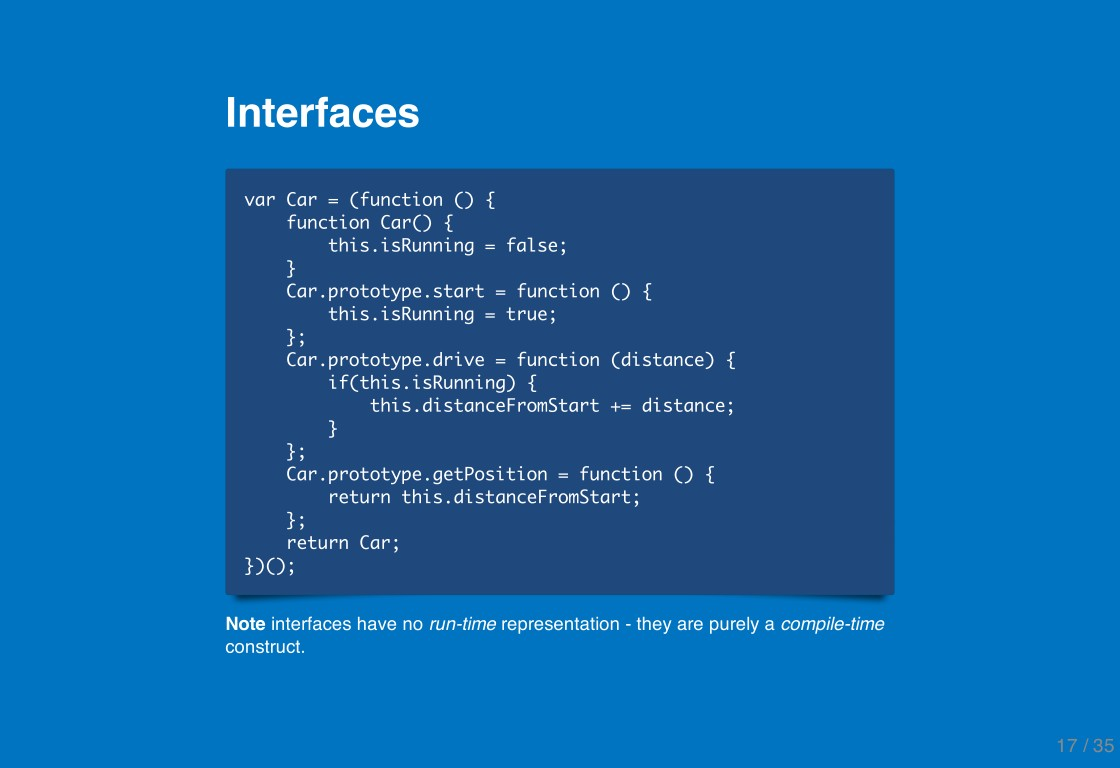 Interfaces
var Car = (function () {
    function Car() {
        this.isRunning = false;
    }
    Car.prototype.start = function () {
        this.isRunning = true;
    };
    Car.prototype.drive = function (distance) {
        if(this.isRunning) {
            this.distanceFromStart += distance;
        }
    };
    Car.prototype.getPosition = function () {
        return this.distanceFromStart;
    };
    return Car;
})();
Note interfaces have no run-time representation - they are purely a compile-time
construct.
17 / 35